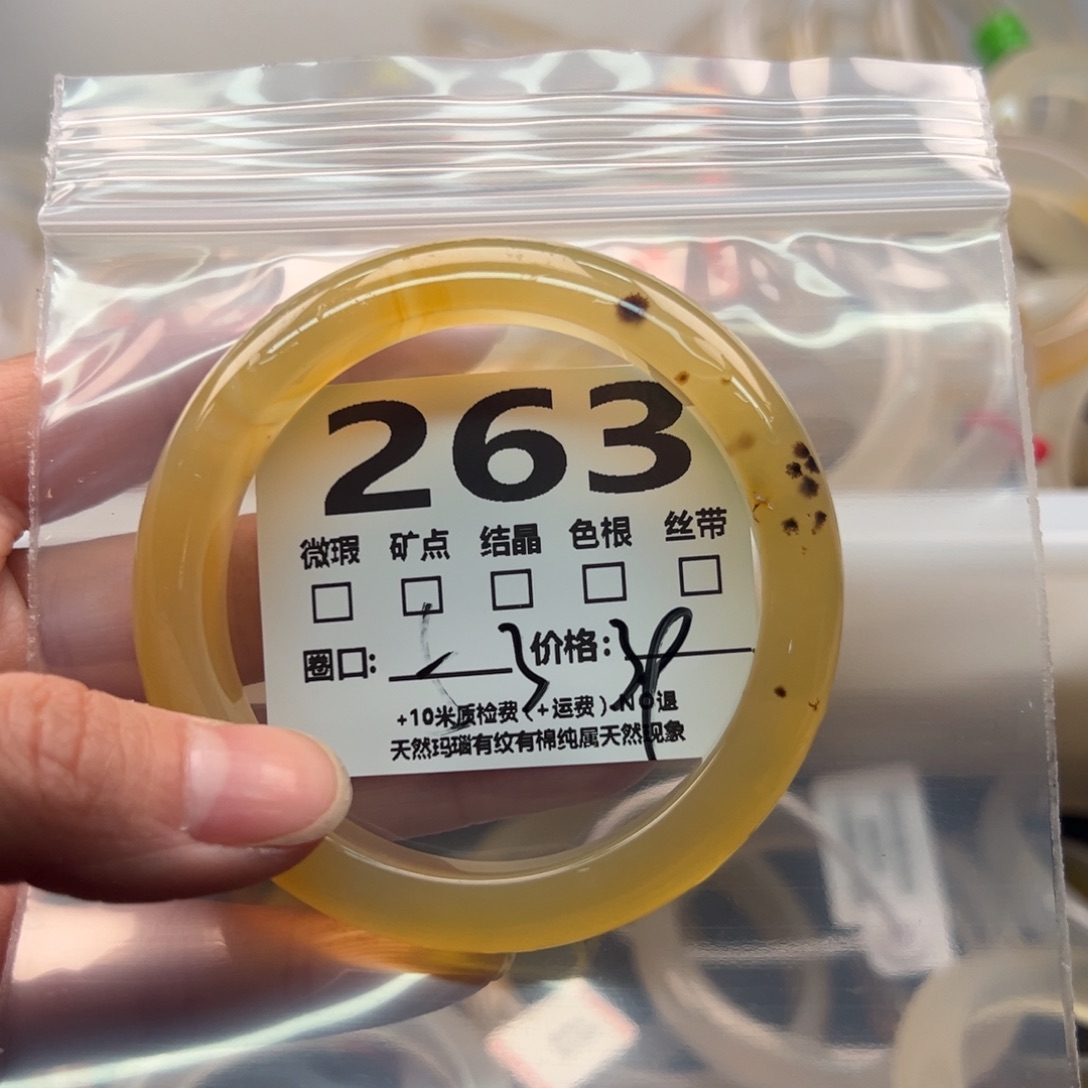 263
微瑕 矿点 结晶 色根 丝带
圈口: 价格:
+10米质检费(+运费).NO退
天然玛瑙有纹有棉纯属天然现象